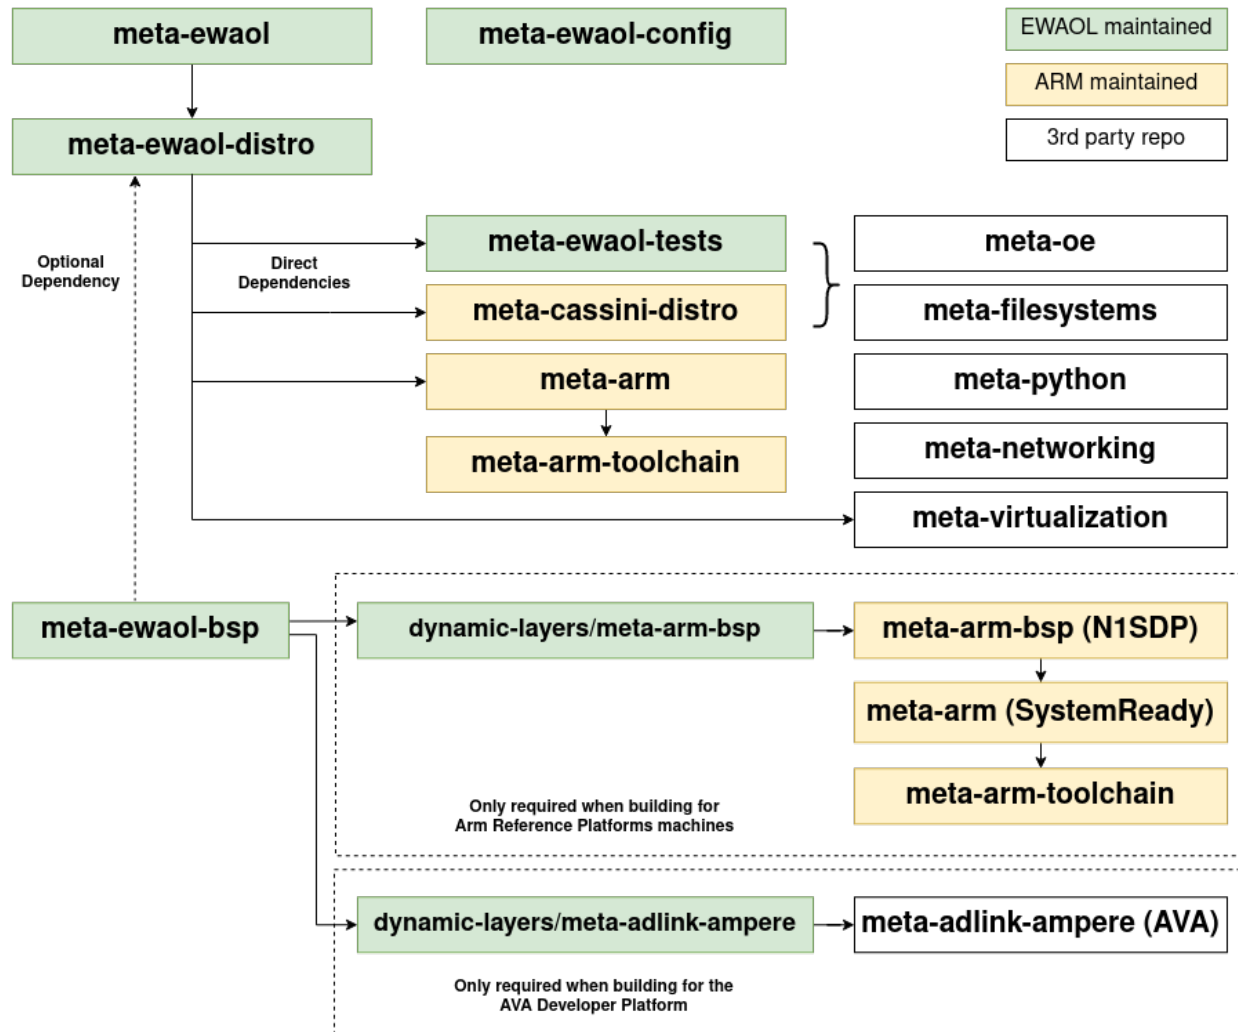 meta-ewaol
meta-ewaol-config
EWAOL maintained
ARM maintained
3rd party repo
meta-ewaol-distro
Optional
Dependency
Direct
Dependencies
meta-ewaol-tests
meta-cassini-distro
meta-arm
meta-arm-toolchain
meta-oe
meta-filesystems
meta-python
meta-networking
meta-virtualization
meta-ewaol-bsp
dynamic-layers/meta-arm-bsp
meta-arm-bsp (N1SDP)
meta-arm (SystemReady)
meta-arm-toolchain
Only required when building for
Arm Reference Platforms machines
dynamic-layers/meta-adlink-ampere
meta-adlink-ampere (AVA)
Only required when building for the
AVA Developer Platform